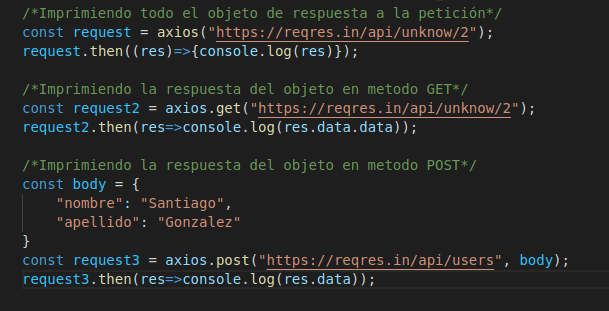 /*Imprimiendo todo el objeto de respuesta a la petición*/
const request = axios("https://reqres.in/api/unknow/2");
request.then((res)=>{console.log(res)});
/*Imprimiendo la respuesta del objeto en metodo GET*/
const request2 = axios.get("https://reqres.in/api/unknow/2");
request2.then(res=>console.log(res.data.data));
/*Imprimiendo la respuesta del objeto en metodo POST*/
const body = {
"nombre": "Santiago",
"apellido": "Gonzalez"
}
const request3 = axios.post("https://reqres.in/api/users", body);
request3.then(res=>console.log(res.data));